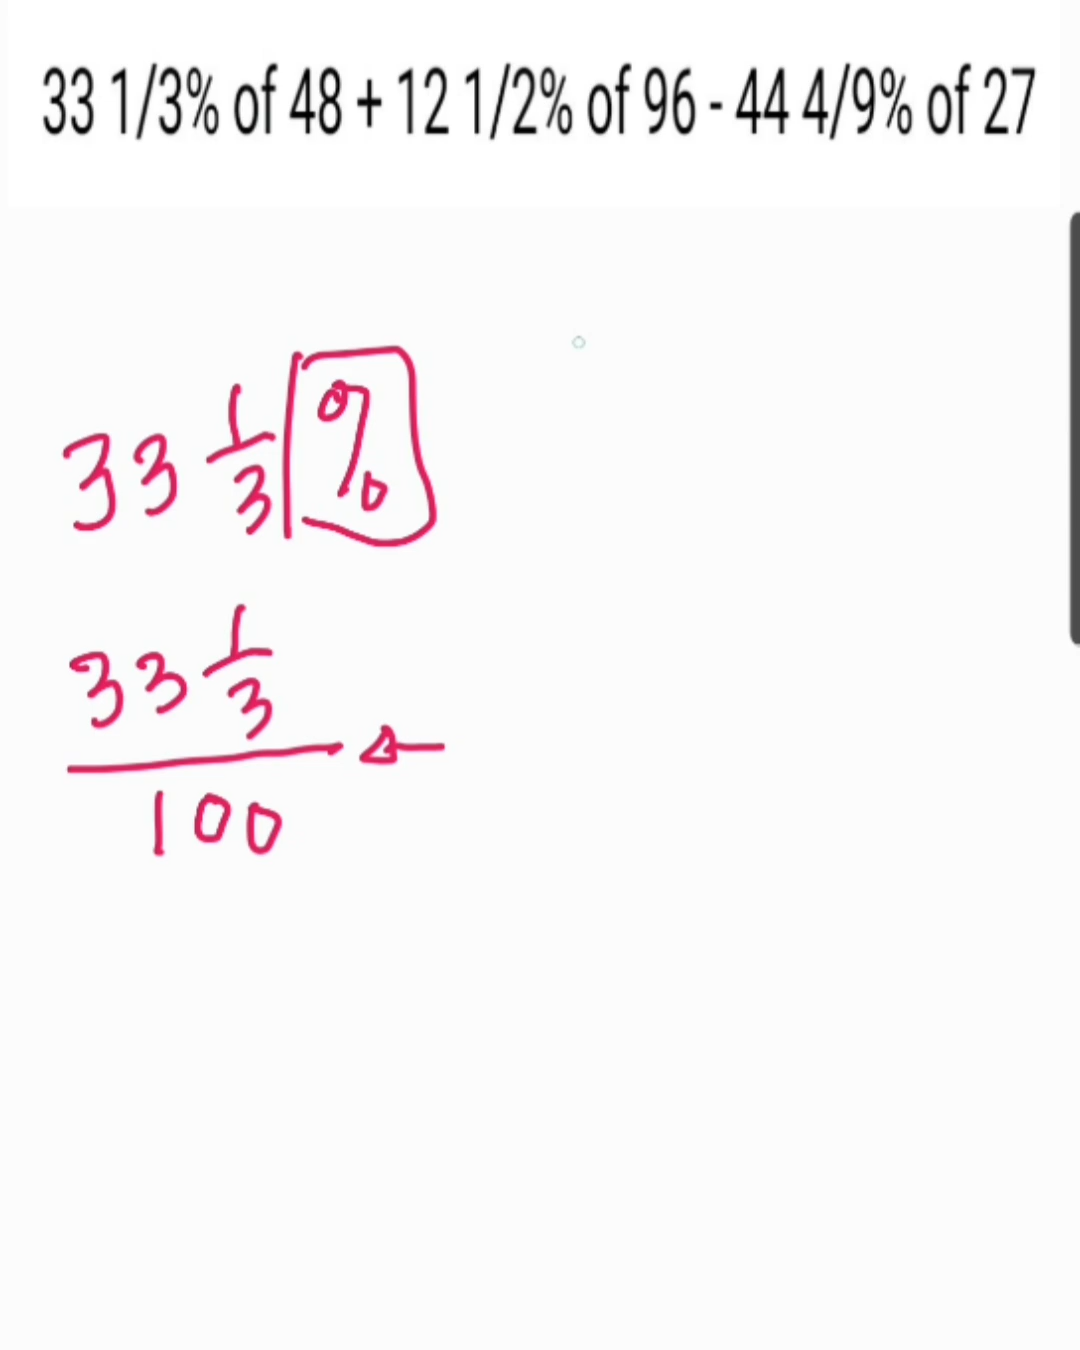 33 1/3% of 48 + 12 1/2% of 96 - 44 4/9% of 27
33 1/3 %
33 1/3
100